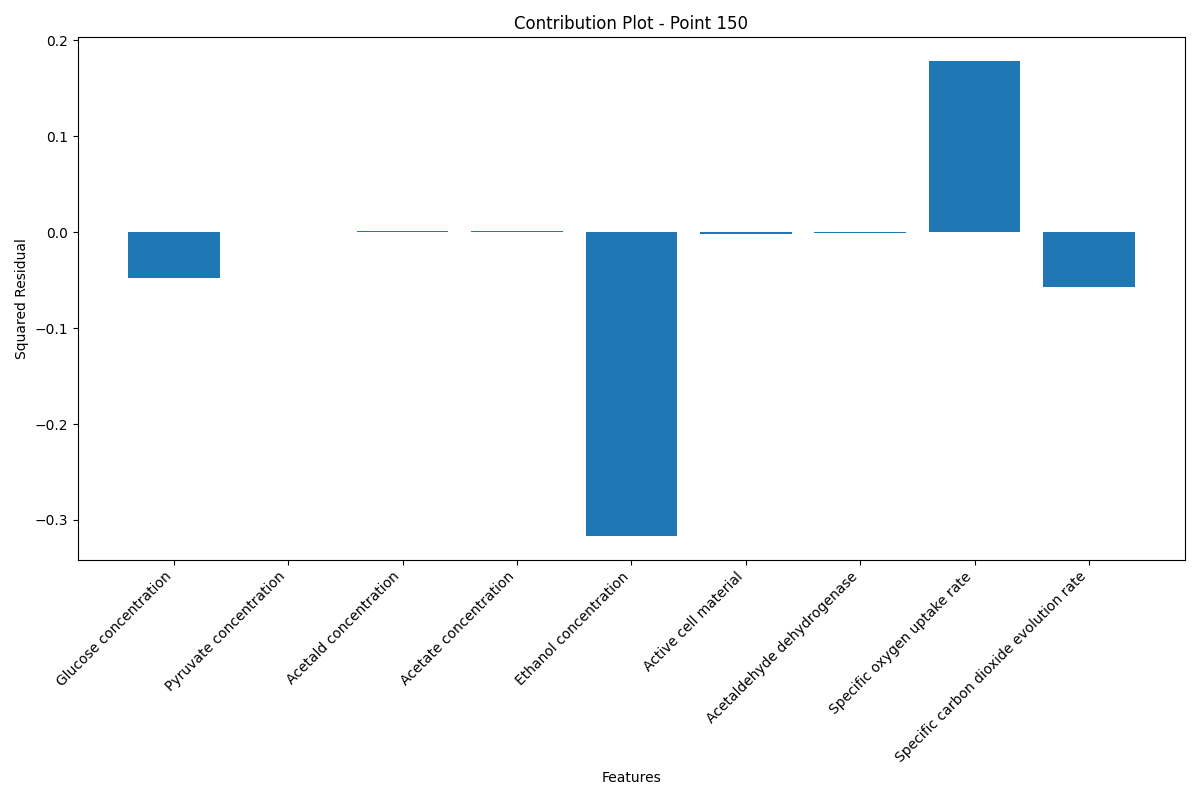 Contribution Plot - Point 150
Squared Residual
0.2
0.1
0.0
−0.1
−0.2
−0.3
Glucose concentration
Pyruvate concentration
Acetald concentration
Acetate concentration
Ethanol concentration
Active cell material
Acetaldehyde dehydrogenase
Specific oxygen uptake rate
Specific carbon dioxide evolution rate
Features